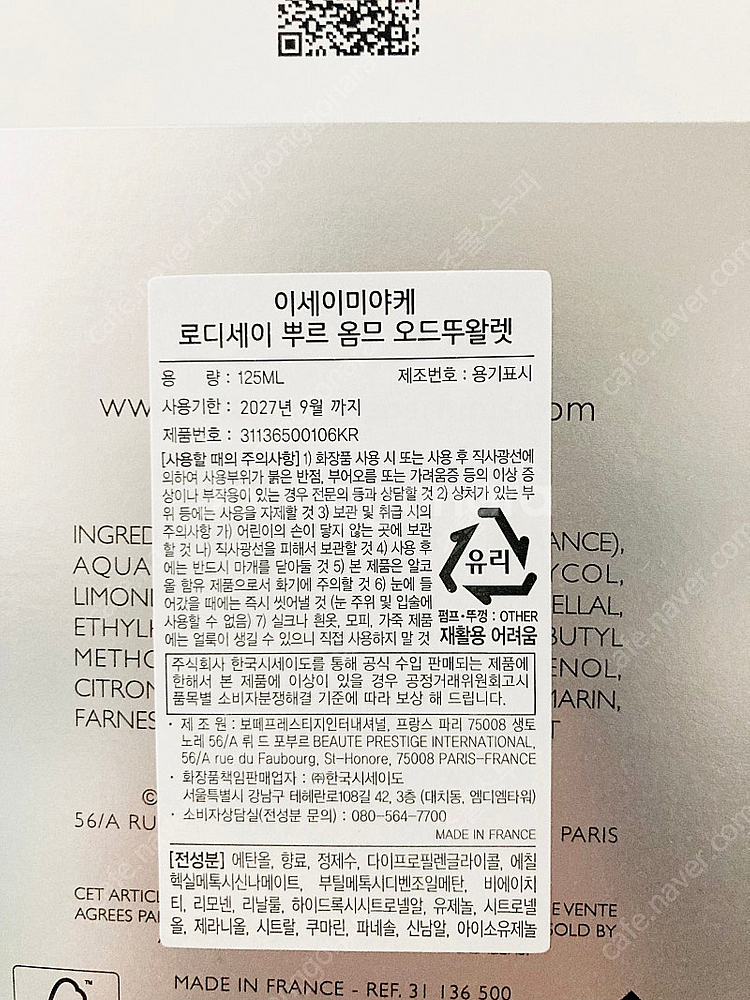 이세이미야케
로디세이 뿌르 옴므 오드뚜왈렛
용 량 : 125ML 제조번호 : 용기표시
사용기한 : 2027년 9월 까지
제품번호 : 31136500106KR
[사용할 때의 주의사항] 1) 화장품 사용 시 또는 사용 후 직사광선에
의하여 사용부위가 붉은 반점, 부어오름 또는 가려움증 등의 이상 증
상이나 부작용이 있는 경우 전문의 등과 상담할 것 2) 상처가 있는 부
위 등에는 사용을 자제할 것 3) 보관 및 취급 시의
주의사항 가) 어린이의 손이 닿지 않는 곳에 보관
할 것 나) 직사광선을 피해서 보관할 것 4) 사용 후
에는 반드시 마개를 닫아둘 것 5) 본 제품은 알코
올 함유 제품으로서 화기에 주의할 것 6) 눈에 들
어갔을 때에는 즉시 씻어낼 것 (눈 주위 및 입술에
사용할 수 없음) 7) 실크나 흰옷, 모피, 가죽 제품
에는 얼룩이 생길 수 있으니 직접 사용하지 말 것
유리
펌프·뚜껑 : OTHER
재활용 어려움
주식회사 한국시세이도를 통해 공식 수입 판매되는 제품에
한해서 본 제품에 이상이 있을 경우 공정거래위원회고시
품목별 소비자분쟁해결 기준에 따라 보상 해 드립니다.
· 제 조 원 : 보떼프레스티지인터내셔널, 프랑스 파리 75008 생토
노레 56/A 뤼 드 포부르 BEAUTE PRESTIGE INTERNATIONAL,
56/A rue du Faubourg, St-Honore, 75008 PARIS-FRANCE
· 화장품책임판매업자 : ㈜한국시세이도
서울특별시 강남구 테헤란로108길 42, 3층 (대치동, 엠디엠타워)
· 소비자상담실(전성분 문의) : 080-564-7700
MADE IN FRANCE
[전성분] 에탄올, 향료, 정제수, 다이프로필렌글라이콜, 에칠
헥실메톡시신나메이트, 부틸메톡시디벤조일메탄, 비에이치
티, 리모넨, 리날룰, 하이드록시시트로넬알, 유제놀, 시트로넬
올, 제라니올, 시트랄, 쿠마린, 파네솔, 신남알, 아이소유제놀
WW om
INGRED ANCE),
AQUA YCOL,
LIMON ELLAL,
ETHYL BUTYL
METHO ENOL,
CITRON MARIN,
FARNES T
©
56/A RU PARIS
CET ARTICL E VENTE
AGREES PA SOLD BY
MADE IN FRANCE - REF. 31 136 500